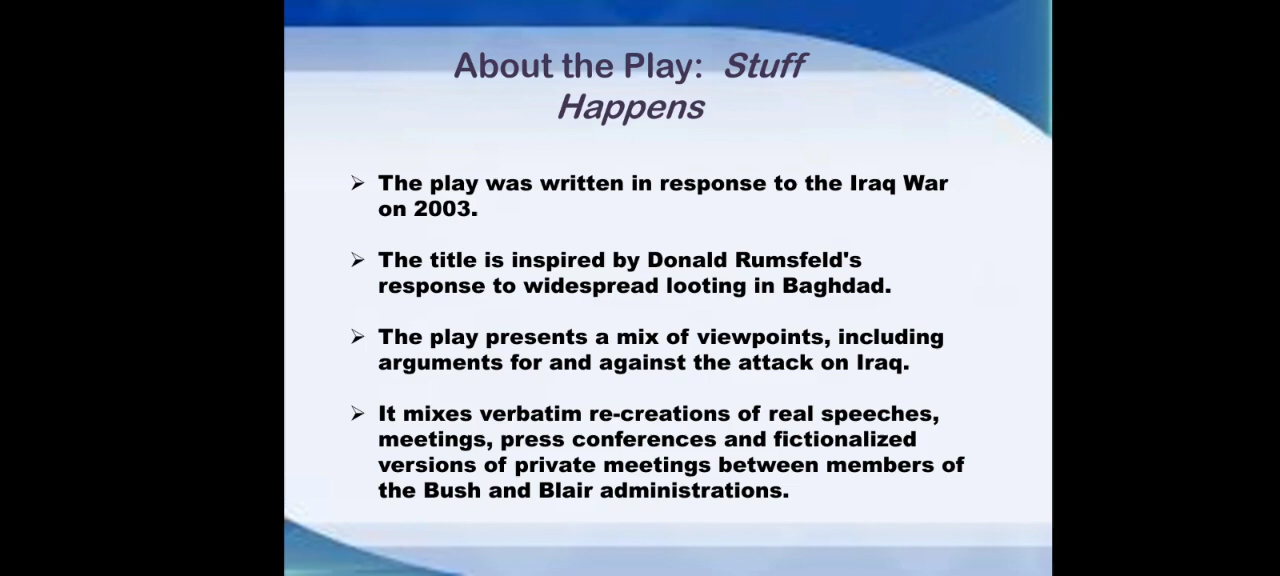 About the Play: Stuff
Happens
➢ The play was written in response to the Iraq War
on 2003.
➢ The title is inspired by Donald Rumsfeld's
response to widespread looting in Baghdad.
➢ The play presents a mix of viewpoints, including
arguments for and against the attack on Iraq.
➢ It mixes verbatim re-creations of real speeches,
meetings, press conferences and fictionalized
versions of private meetings between members of
the Bush and Blair administrations.